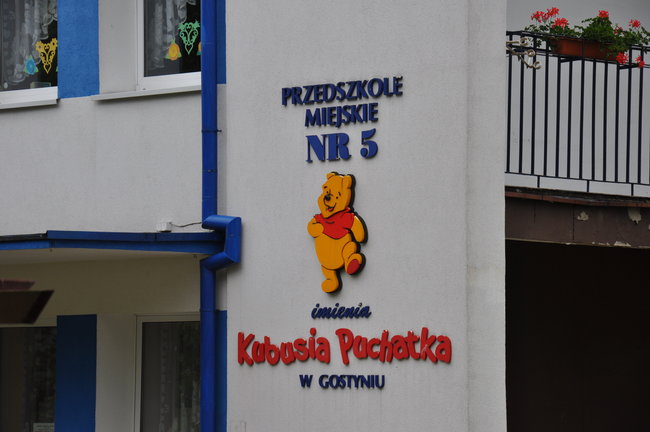 PRZEDSZKOLE
MIEJSKIE
NR 5
imienia
Kubusia Puchatka
W GOSTYNIU